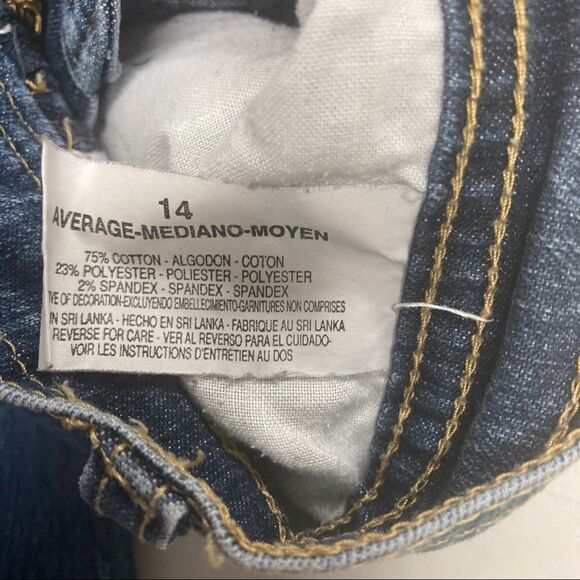 14
AVERAGE-MEDIANO-MOYEN
75% COTTON - ALGODON - COTON
23% POLYESTER - POLIESTER - POLYESTER
2% SPANDEX - SPANDEX - SPANDEX
OF DECORATION-EXCLUYENDO EMBELLECIMIENTO-GARNITURES NON COMPRISES
IN SRI LANKA - HECHO EN SRI LANKA - FABRIQUE AU SRI LANKA
REVERSE FOR CARE - VER AL REVERSO PARA EL CUIDADO-
VOIR LES INSTRUCTIONS D'ENTRETIEN AU DOS